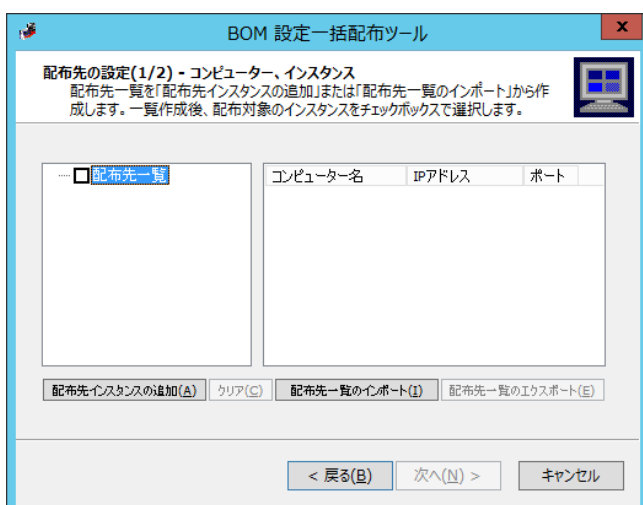 BOM 設定一括配布ツール
x
配布先の設定(1/2) - コンピューター、インスタンス
配布先一覧を「配布先インスタンスの追加」または「配布先一覧のインポート」から作
成します。一覧作成後、配布対象のインスタンスをチェックボックスで選択します。
配布先一覧
コンピューター名 IPアドレス ポート
配布先インスタンスの追加(A) クリア(C) 配布先一覧のインポート(I) 配布先一覧のエクスポート(E)
< 戻る(B) 次へ(N) > キャンセル